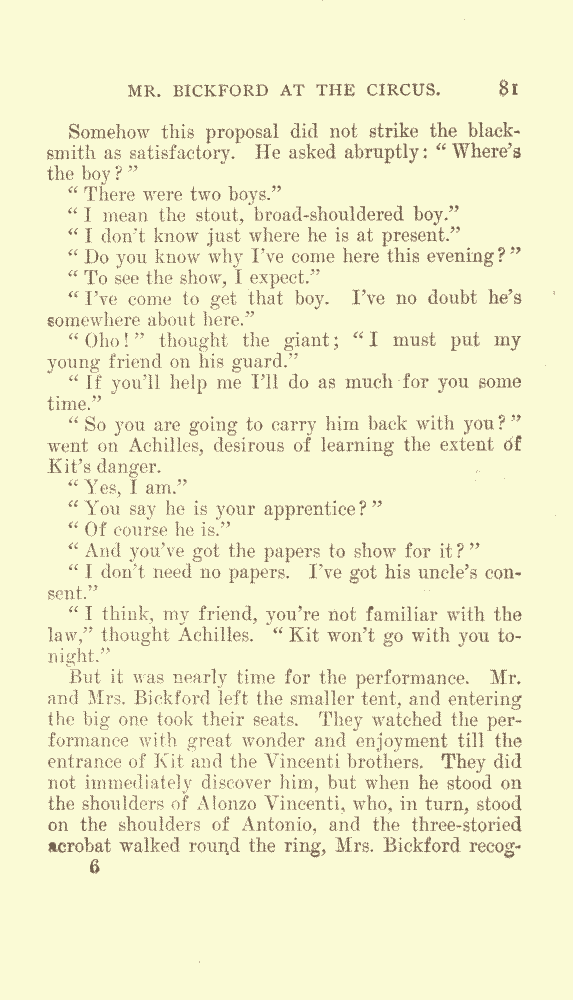 MR. BICKFORD AT THE CIRCUS. 81
Somehow this proposal did not strike the black-
smith as satisfactory. He asked abruptly: “Where’s
the boy?”
“There were two boys.”
“I mean the stout, broad-shouldered boy.”
“I don’t know just where he is at present.”
“Do you know why I’ve come here this evening?”
“To see the show, I expect.”
“I’ve come to get that boy. I’ve no doubt he’s
somewhere about here.”
“Oho!” thought the giant; “I must put my
young friend on his guard.”
“If you’ll help me I’ll do as much for you some
time.”
“So you are going to carry him back with you?”
went on Achilles, desirous of learning the extent of
Kit’s danger.
“Yes, I am.”
“You say he is your apprentice?”
“Of course he is.”
“And you’ve got the papers to show for it?”
“I don’t need no papers. I’ve got his uncle’s con-
sent.”
“I think, my friend, you’re not familiar with the
law,” thought Achilles. “Kit won’t go with you to-
night.”
But it was nearly time for the performance. Mr.
and Mrs. Bickford left the smaller tent, and entering
the big one took their seats. They watched the per-
formance with great wonder and enjoyment till the
entrance of Kit and the Vincenti brothers. They did
not immediately discover him, but when he stood on
the shoulders of Alonzo Vincenti, who, in turn, stood
on the shoulders of Antonio, and the three-storied
acrobat walked round the ring, Mrs. Bickford recog-
6